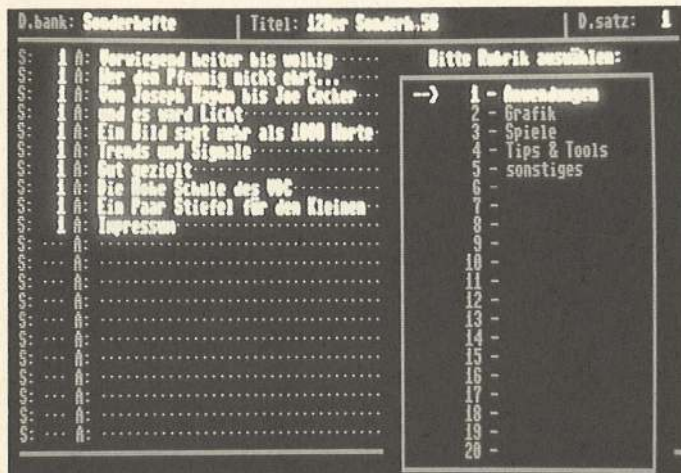 D.bank: Sonderhefte | Titel: 128er Sonderh.58 | D.satz: 1
S: 1 A: Vorwiegend heiter bis wolkig
S: 1 A: Wer den Pfennig nicht ehrt...
S: 1 A: Von Joseph Haydn bis Joe Cocker
S: 1 A: und es ward Licht
S: 1 A: Ein Bild sagt mehr als 1000 Worte
S: 1 A: Trends und Signale
S: 1 A: Gut gezielt
S: 1 A: Die Hohe Schule des VDC
S: 1 A: Ein Paar Stiefel für den Kleinen
S: 1 A: Impressum
S: ... A:
S: ... A:
S: ... A:
S: ... A:
S: ... A:
S: ... A:
S: ... A:
S: ... A:
S: ... A:
S: ... A:
S: ... A:
Bitte Rubrik auswählen:
--> 1 - Anwendungen
2 - Grafik
3 - Spiele
4 - Tips & Tools
5 - sonstiges
6 -
7 -
8 -
9 -
10 -
11 -
12 -
13 -
14 -
15 -
16 -
17 -
18 -
19 -
20 -